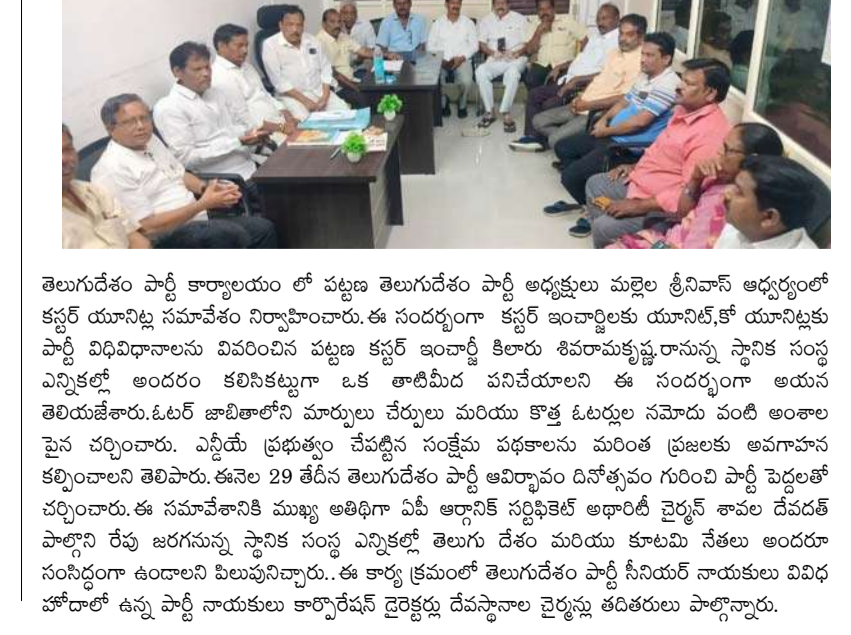 తెలుగుదేశం పార్టీ కార్యాలయం లో పట్టణ తెలుగుదేశం పార్టీ అధ్యక్షులు మల్లెల శ్రీనివాస్ ఆధ్వర్యంలో
కస్టర్ యూనిట్ల సమావేశం నిర్వాహించారు.ఈ సందర్బంగా కస్టర్ ఇంచార్జిలకు యూనిట్,కో యూనిట్లకు
పార్టీ విధివిధానాలను వివరించిన పట్టణ కస్టర్ ఇంచార్జీ కిలారు శివరామకృష్ణ.రానున్న స్థానిక సంస్థ
ఎన్నికల్లో అందరం కలిసికట్టుగా ఒక తాటిమీద పనిచేయాలని ఈ సందర్భంగా అయన
తెలియజేశారు.ఓటర్ జాబితాలోని మార్పులు చేర్పులు మరియు కొత్త ఓటర్లుల నమోదు వంటి అంశాల
పైన చర్చించారు. ఎన్డీయే ప్రభుత్వం చేపట్టిన సంక్షేమ పథకాలను మరింత ప్రజలకు అవగాహన
కల్పించాలని తెలిపారు.ఈనెల 29 తేదీన తెలుగుదేశం పార్టీ ఆవిర్భావం దినోత్సవం గురించి పార్టీ పెద్దలతో
చర్చించారు.ఈ సమావేశానికి ముఖ్య అతిథిగా ఏపీ ఆర్గానిక్ సర్టిఫికెట్ అథారిటీ చైర్మన్ శావల దేవదత్
పాల్గొని రేపు జరగనున్న స్థానిక సంస్థ ఎన్నికల్లో తెలుగు దేశం మరియు కూటమి నేతలు అందరూ
సంసిద్ధంగా ఉండాలని పిలుపునిచ్చారు..ఈ కార్య క్రమంలో తెలుగుదేశం పార్టీ సీనియర్ నాయకులు వివిధ
హోదాలో ఉన్న పార్టీ నాయకులు కార్పొరేషన్ డైరెక్టర్లు దేవస్థానాల చైర్మన్లు తదితరులు పాల్గొన్నారు.